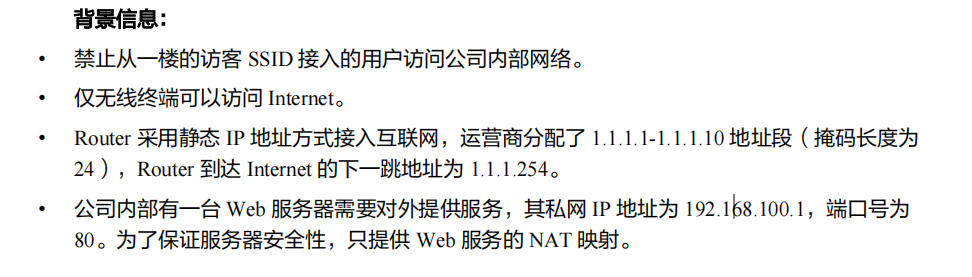 背景信息：
• 禁止从一楼的访客 SSID 接入的用户访问公司内部网络。
• 仅无线终端可以访问 Internet。
• Router 采用静态 IP 地址方式接入互联网，运营商分配了 1.1.1.1-1.1.1.10 地址段（掩码长度为
24），Router 到达 Internet 的下一跳地址为 1.1.1.254。
• 公司内部有一台 Web 服务器需要对外提供服务，其私网 IP 地址为 192.168.100.1，端口号为
80。为了保证服务器安全性，只提供 Web 服务的 NAT 映射。